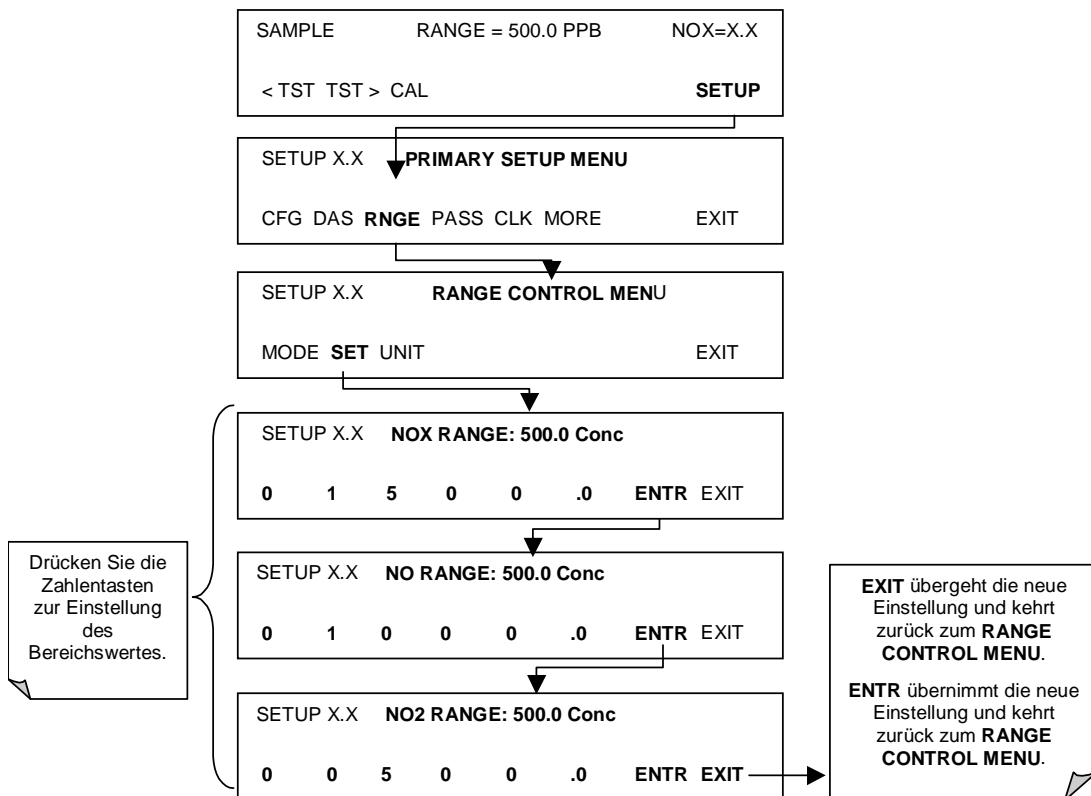 SAMPLE RANGE = 500.0 PPB NOX=X.X
< TST TST > CAL SETUP
SETUP X.X PRIMARY SETUP MENU
CFG DAS RNGE PASS CLK MORE EXIT
SETUP X.X RANGE CONTROL MENU
MODE SET UNIT EXIT
SETUP X.X NOX RANGE: 500.0 Conc
0 1 5 0 0 .0 ENTR EXIT
SETUP X.X NO RANGE: 500.0 Conc
0 1 0 0 0 .0 ENTR EXIT
SETUP X.X NO2 RANGE: 500.0 Conc
0 0 5 0 0 .0 ENTR EXIT
Drücken Sie die
Zahlentasten
zur Einstellung
des
Bereichswertes.
EXIT übergeht die neue
Einstellung und kehrt
zurück zum RANGE
CONTROL MENU.
ENTR übernimmt die neue
Einstellung und kehrt
zurück zum RANGE
CONTROL MENU.